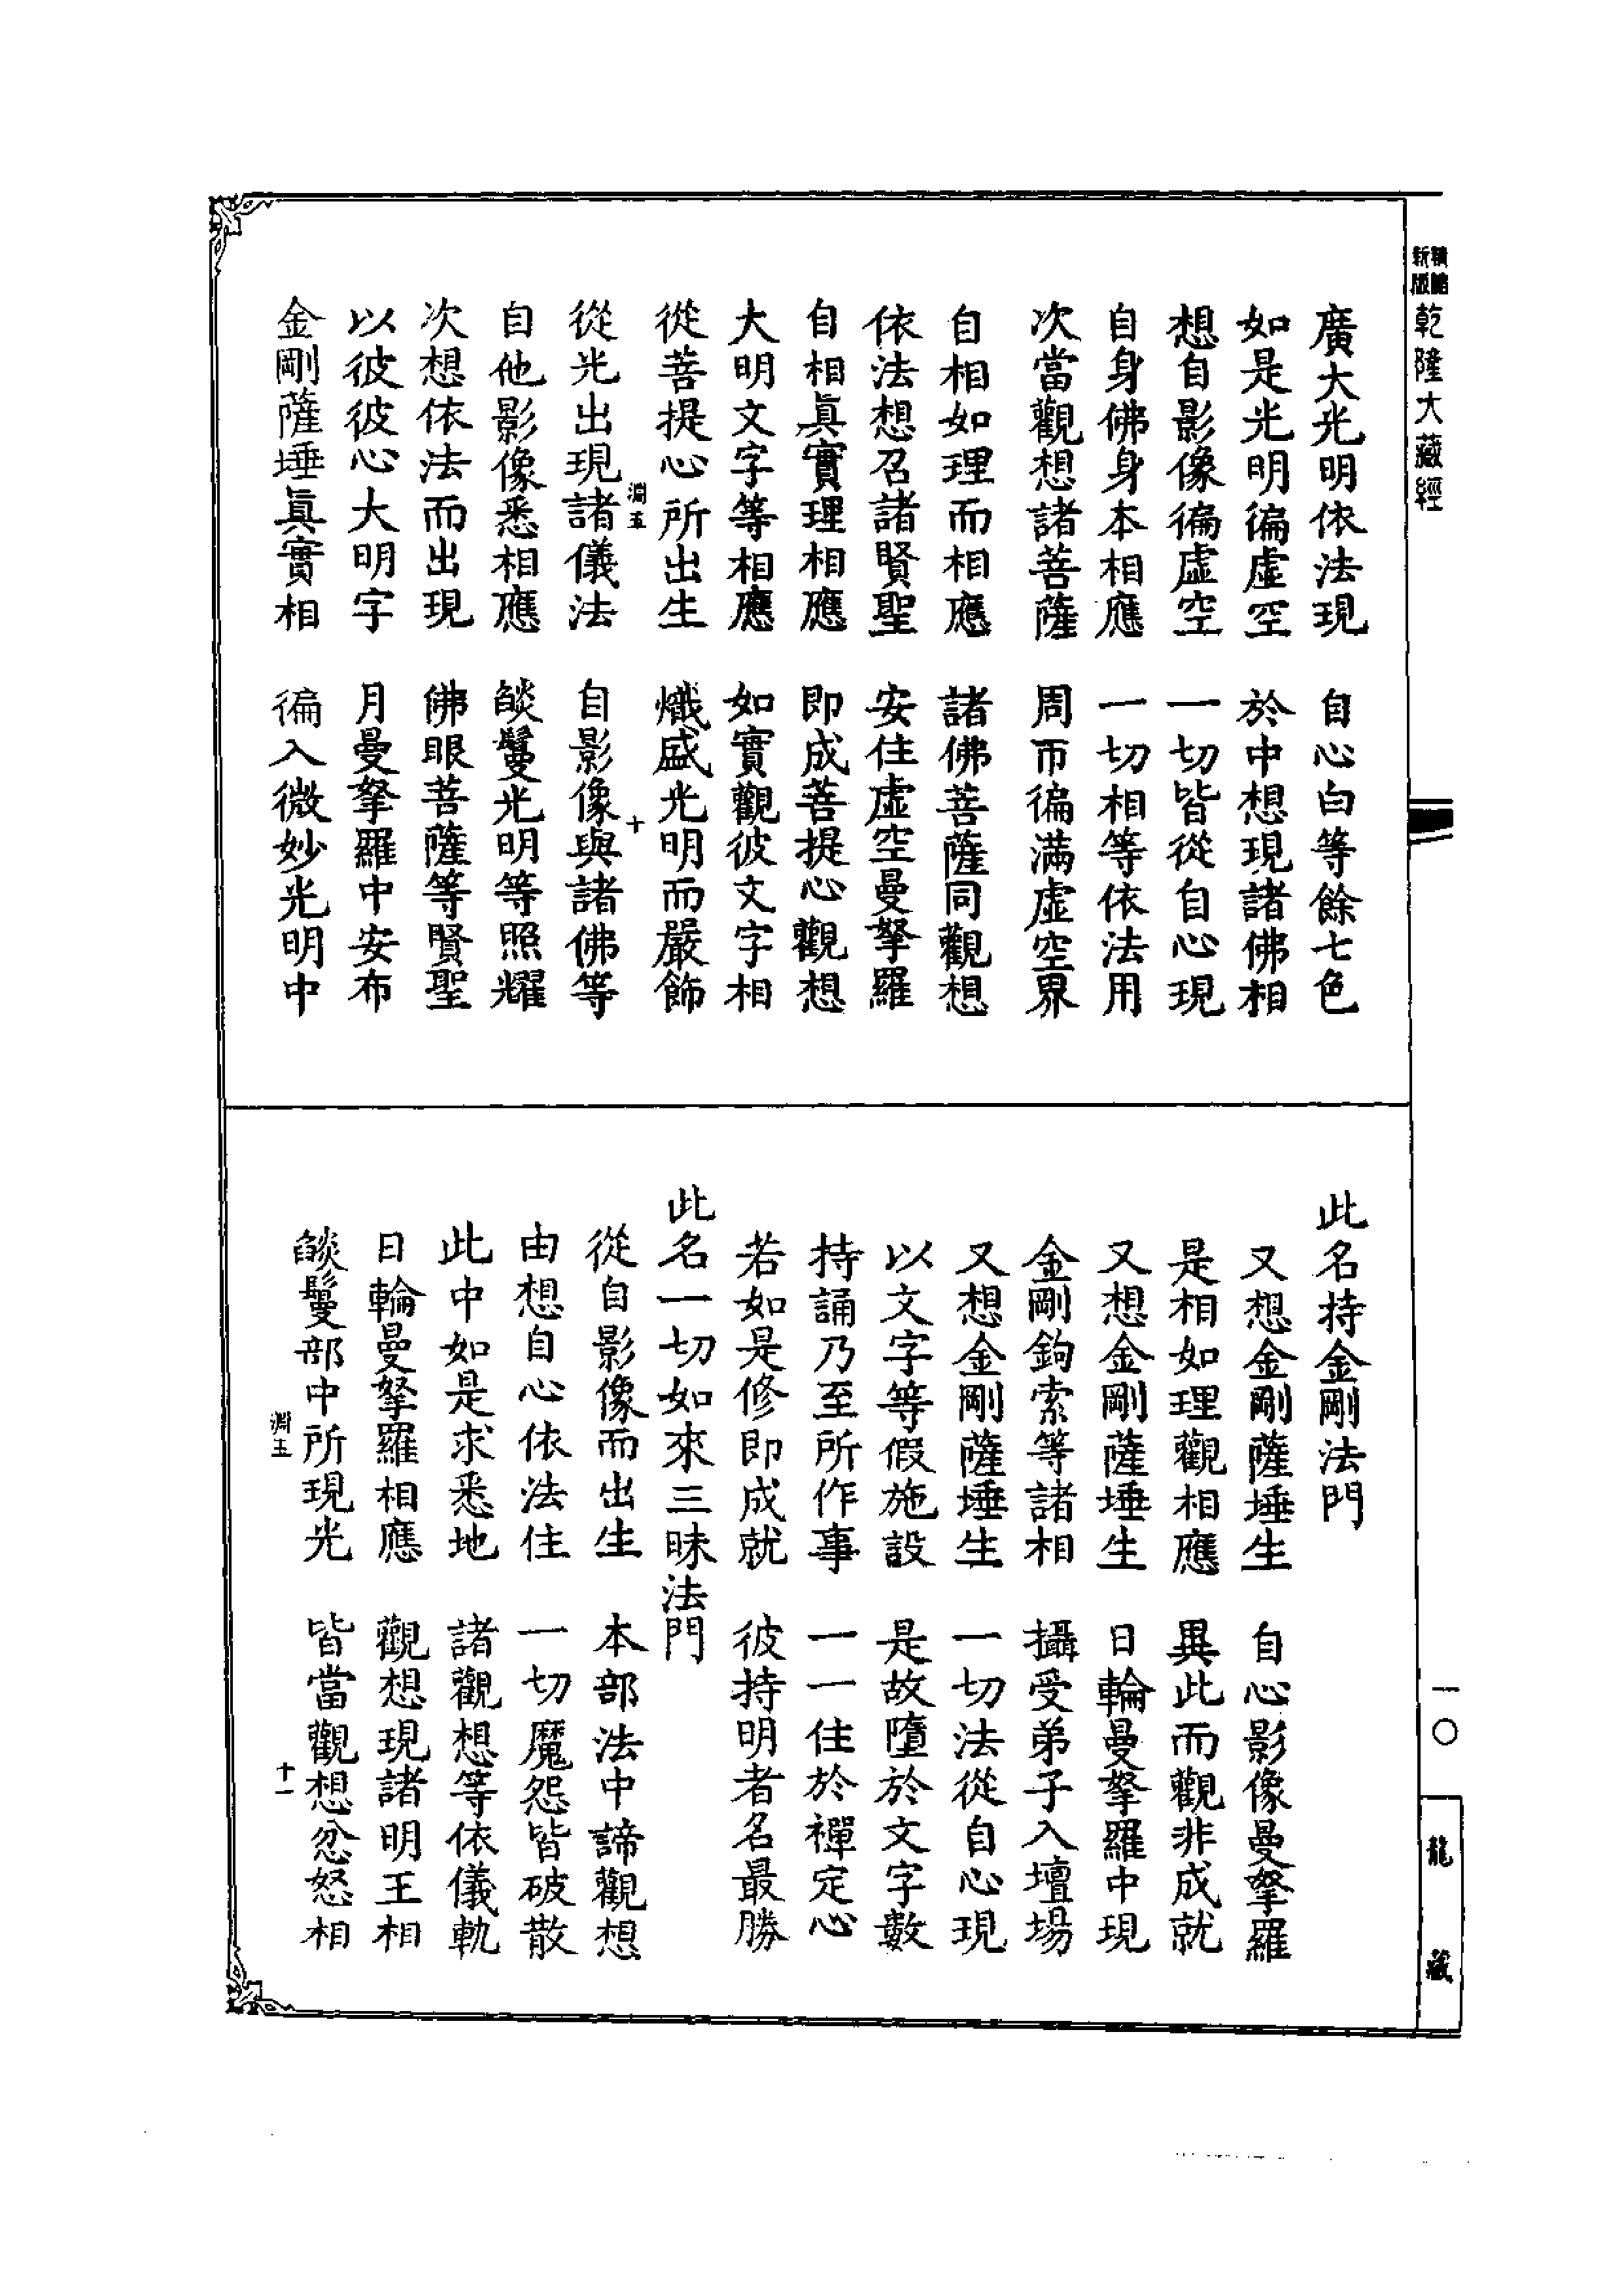 新版精縮
乾隆大藏經
廣大光明依法現　自心白等餘七色
如是光明徧虛空　於中想現諸佛相
想自影像徧虛空　一切皆從自心現
自身佛身本相應　一切相等依法用
次當觀想諸菩薩　周帀徧滿虛空界
自相如理而相應　諸佛菩薩同觀想
依法想召諸賢聖　安住虛空曼拏羅
自相眞實理相應　即成菩提心觀想
大明文字等相應　如實觀彼文字相
從菩提心所出生　熾盛光明而嚴飾
淵五　十
從光出現諸儀法　自影像與諸佛等
自他影像悉相應　燄鬘光明等照耀
次想依法而出現　佛眼菩薩等賢聖
以彼彼心大明字　月曼拏羅中安布
金剛薩埵眞實相　徧入微妙光明中
此名持金剛法門
又想金剛薩埵生　自心影像曼拏羅
是相如理觀相應　異此而觀非成就
又想金剛薩埵生　日輪曼拏羅中現
金剛鉤索等諸相　攝受弟子入壇場
又想金剛薩埵生　一切法從自心現
以文字等假施設　是故墮於文字數
持誦乃至所作事　一一住於禪定心
若如是修即成就　彼持明者名最勝
此名一切如來三昧法門
從自影像而出生　本部法中諦觀想
由想自心依法住　一切魔怨皆破散
此中如是求悉地　諸觀想等依儀軌
日輪曼拏羅相應　觀想現諸明王相
燄鬘部中所現光　皆當觀想忿怒相
淵五　十一
一〇
龍藏